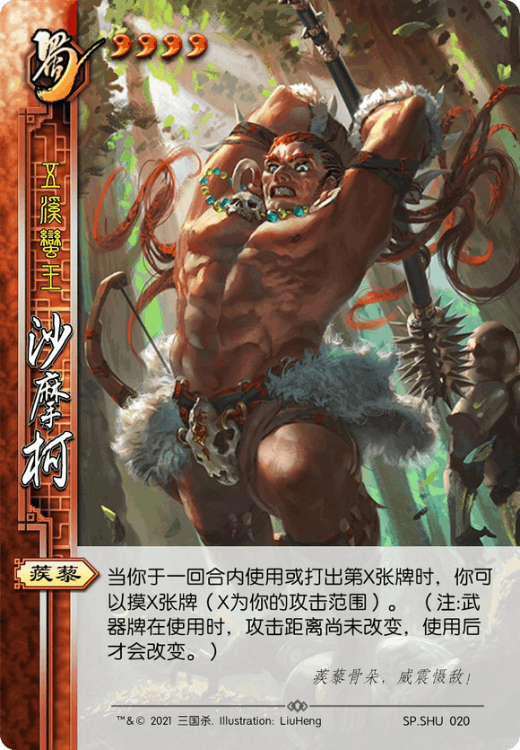 蜀
五溪蠻王
沙摩柯
蒺藜
当你于一回合内使用或打出第X张牌时，你可
以摸X张牌（X为你的攻击范围）。（注:武
器牌在使用时，攻击距离尚未改变，使用后
才会改变。）
蒺藜骨朵，威震慑敌！
™&© 2021 三国杀. Illustration: LiuHeng
SP.SHU 020